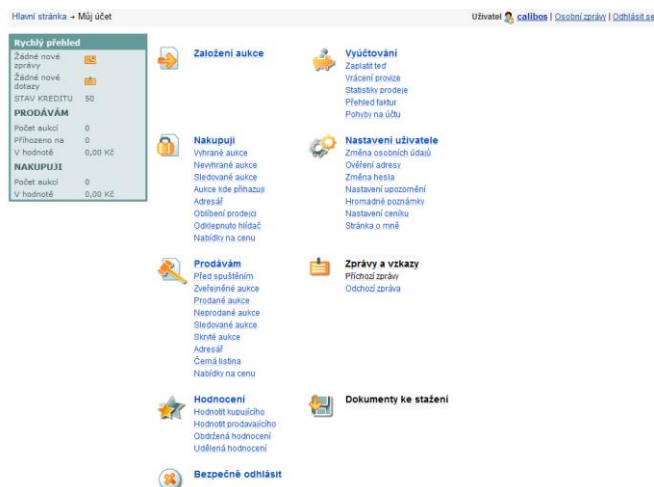 Hlavní stránka → Můj účet
Uživatel calibos | Osobní zprávy | Odhlásit se
Rychlý přehled
Žádné nové zprávy
Žádné nové dotazy
STAV KREDITU 50
PRODÁVÁM
Počet aukcí 0
Přihozeno na 0
V hodnotě 0,00 Kč
NAKUPUJI
Počet aukcí 0
V hodnotě 0,00 Kč
Založení aukce
Vyúčtování
Zaplatit teď
Vrácení provize
Statistiky prodeje
Přehled faktur
Pohyby na účtu
Nakupuji
Vyhrané aukce
Nevyhrané aukce
Sledované aukce
Aukce kde přihazuji
Adresář
Oblíbení prodejci
Odklepnuto hlídač
Nabídky na cenu
Nastavení uživatele
Změna osobních údajů
Ověření adresy
Změna hesla
Nastavení upozornění
Hromadné poznámky
Nastavení ceníku
Stránka o mně
Prodávám
Před spuštěním
Zveřejněné aukce
Prodané aukce
Neprodané aukce
Sledované aukce
Skryté aukce
Adresář
Černá listina
Nabídky na cenu
Zprávy a vzkazy
Příchozí zprávy
Odchozí zpráva
Hodnocení
Hodnotit kupujícího
Hodnotit prodavajícího
Obdržená hodnocení
Udělená hodnocení
Dokumenty ke stažení
Bezpečně odhlásit